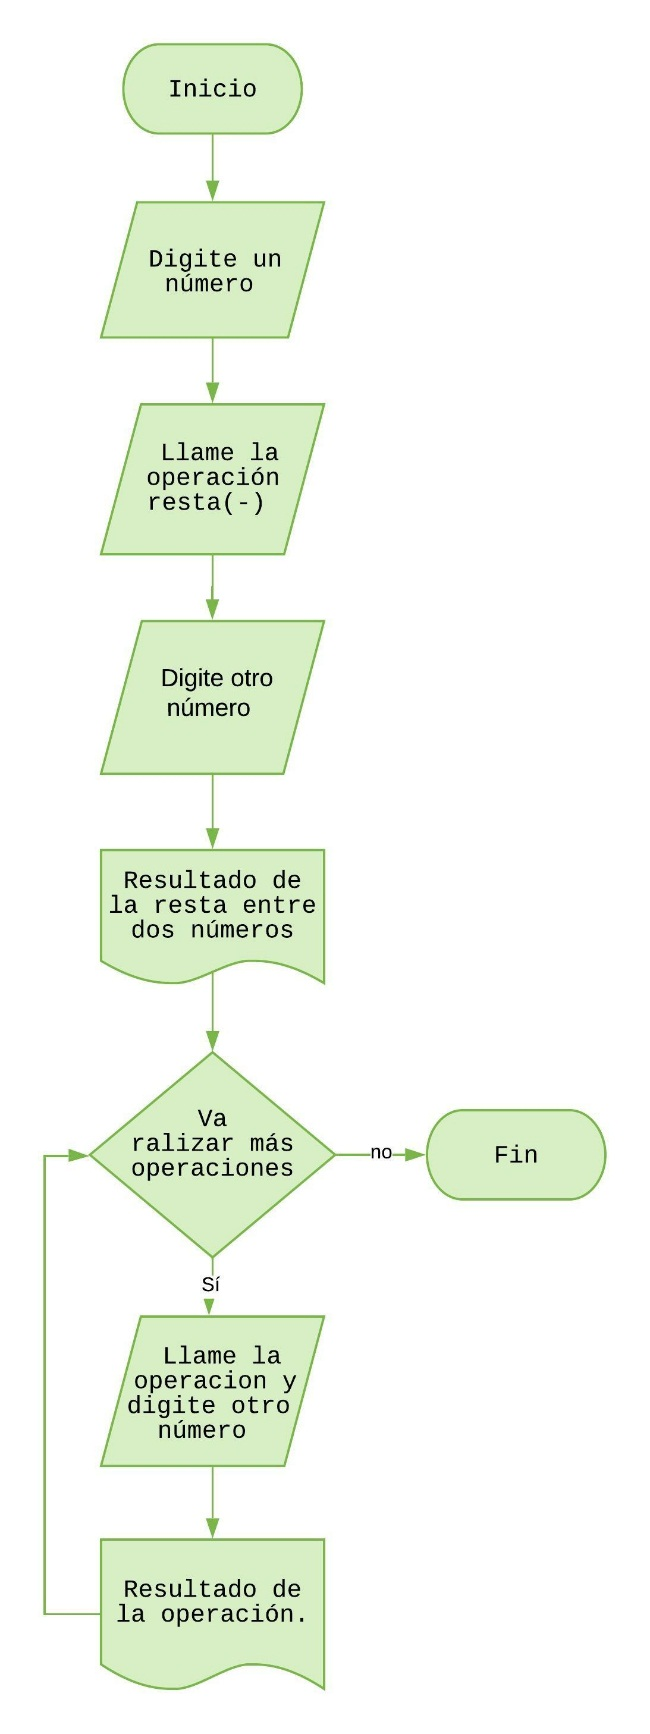 Inicio
Digite un
número
Llame la
operación
resta(-)
Digite otro
número
Resultado de
la resta entre
dos números
Va
ralizar más
operaciones
no
Fin
Sí
Llame la
operacion y
digite otro
número
Resultado de
la operación.